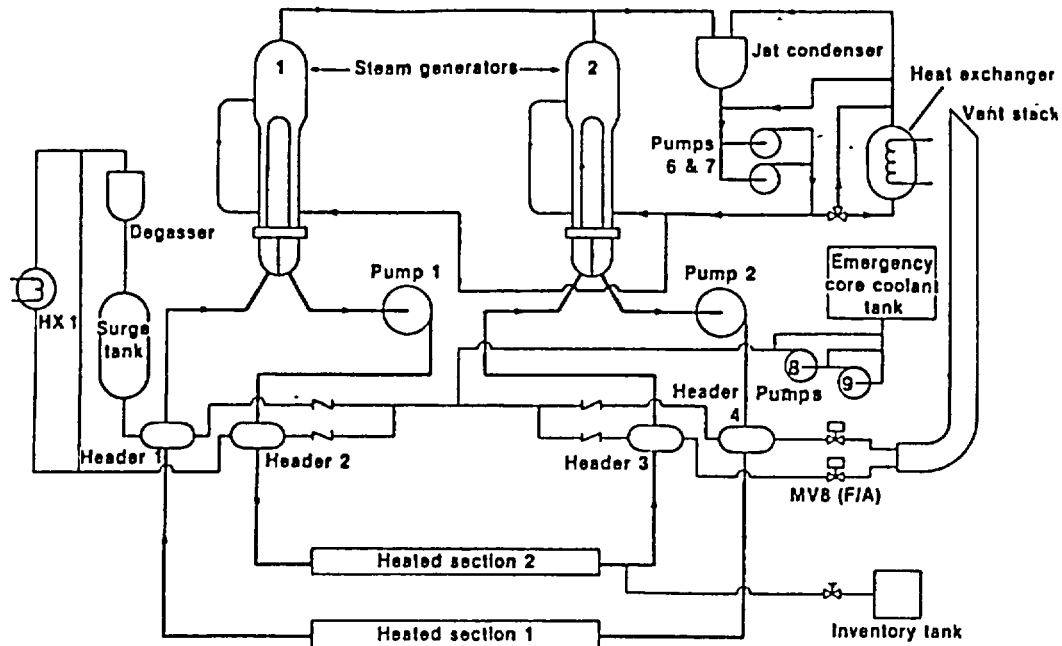 1
Steam generators
2
Jet condenser
Heat exchanger
Vent stack
Pumps
6 & 7
Degasser
HX 1
Surge
tank
Pump 1
Pump 2
Emergency
core coolant
tank
8
9
Pumps
Header
4
Header 1
Header 2
Header 3
MV8 (F/A)
Heated section 2
Heated section 1
Inventory tank